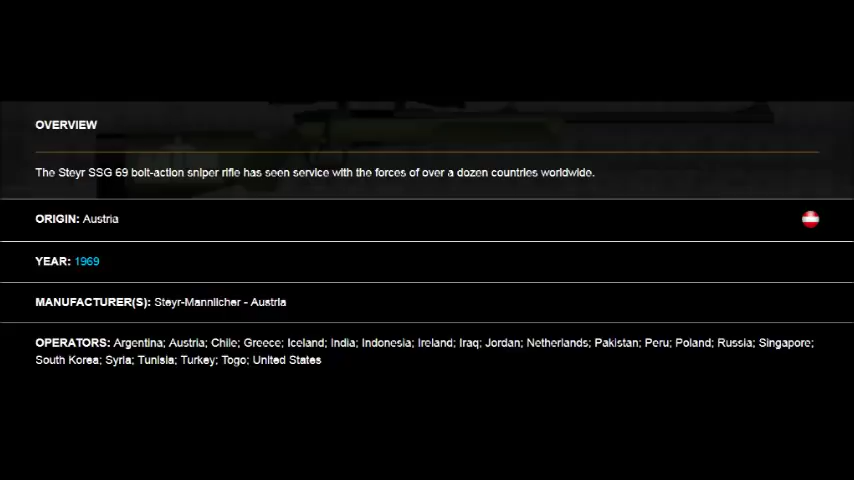 OVERVIEW
The Steyr SSG 69 bolt-action sniper rifle has seen service with the forces of over a dozen countries worldwide.
ORIGIN: Austria
YEAR: 1969
MANUFACTURER(S): Steyr-Mannlicher - Austria
OPERATORS: Argentina; Austria; Chile; Greece; Iceland; India; Indonesia; Ireland; Iraq; Jordan; Netherlands; Pakistan; Peru; Poland; Russia; Singapore;
South Korea; Syria; Tunisia; Turkey; Togo; United States